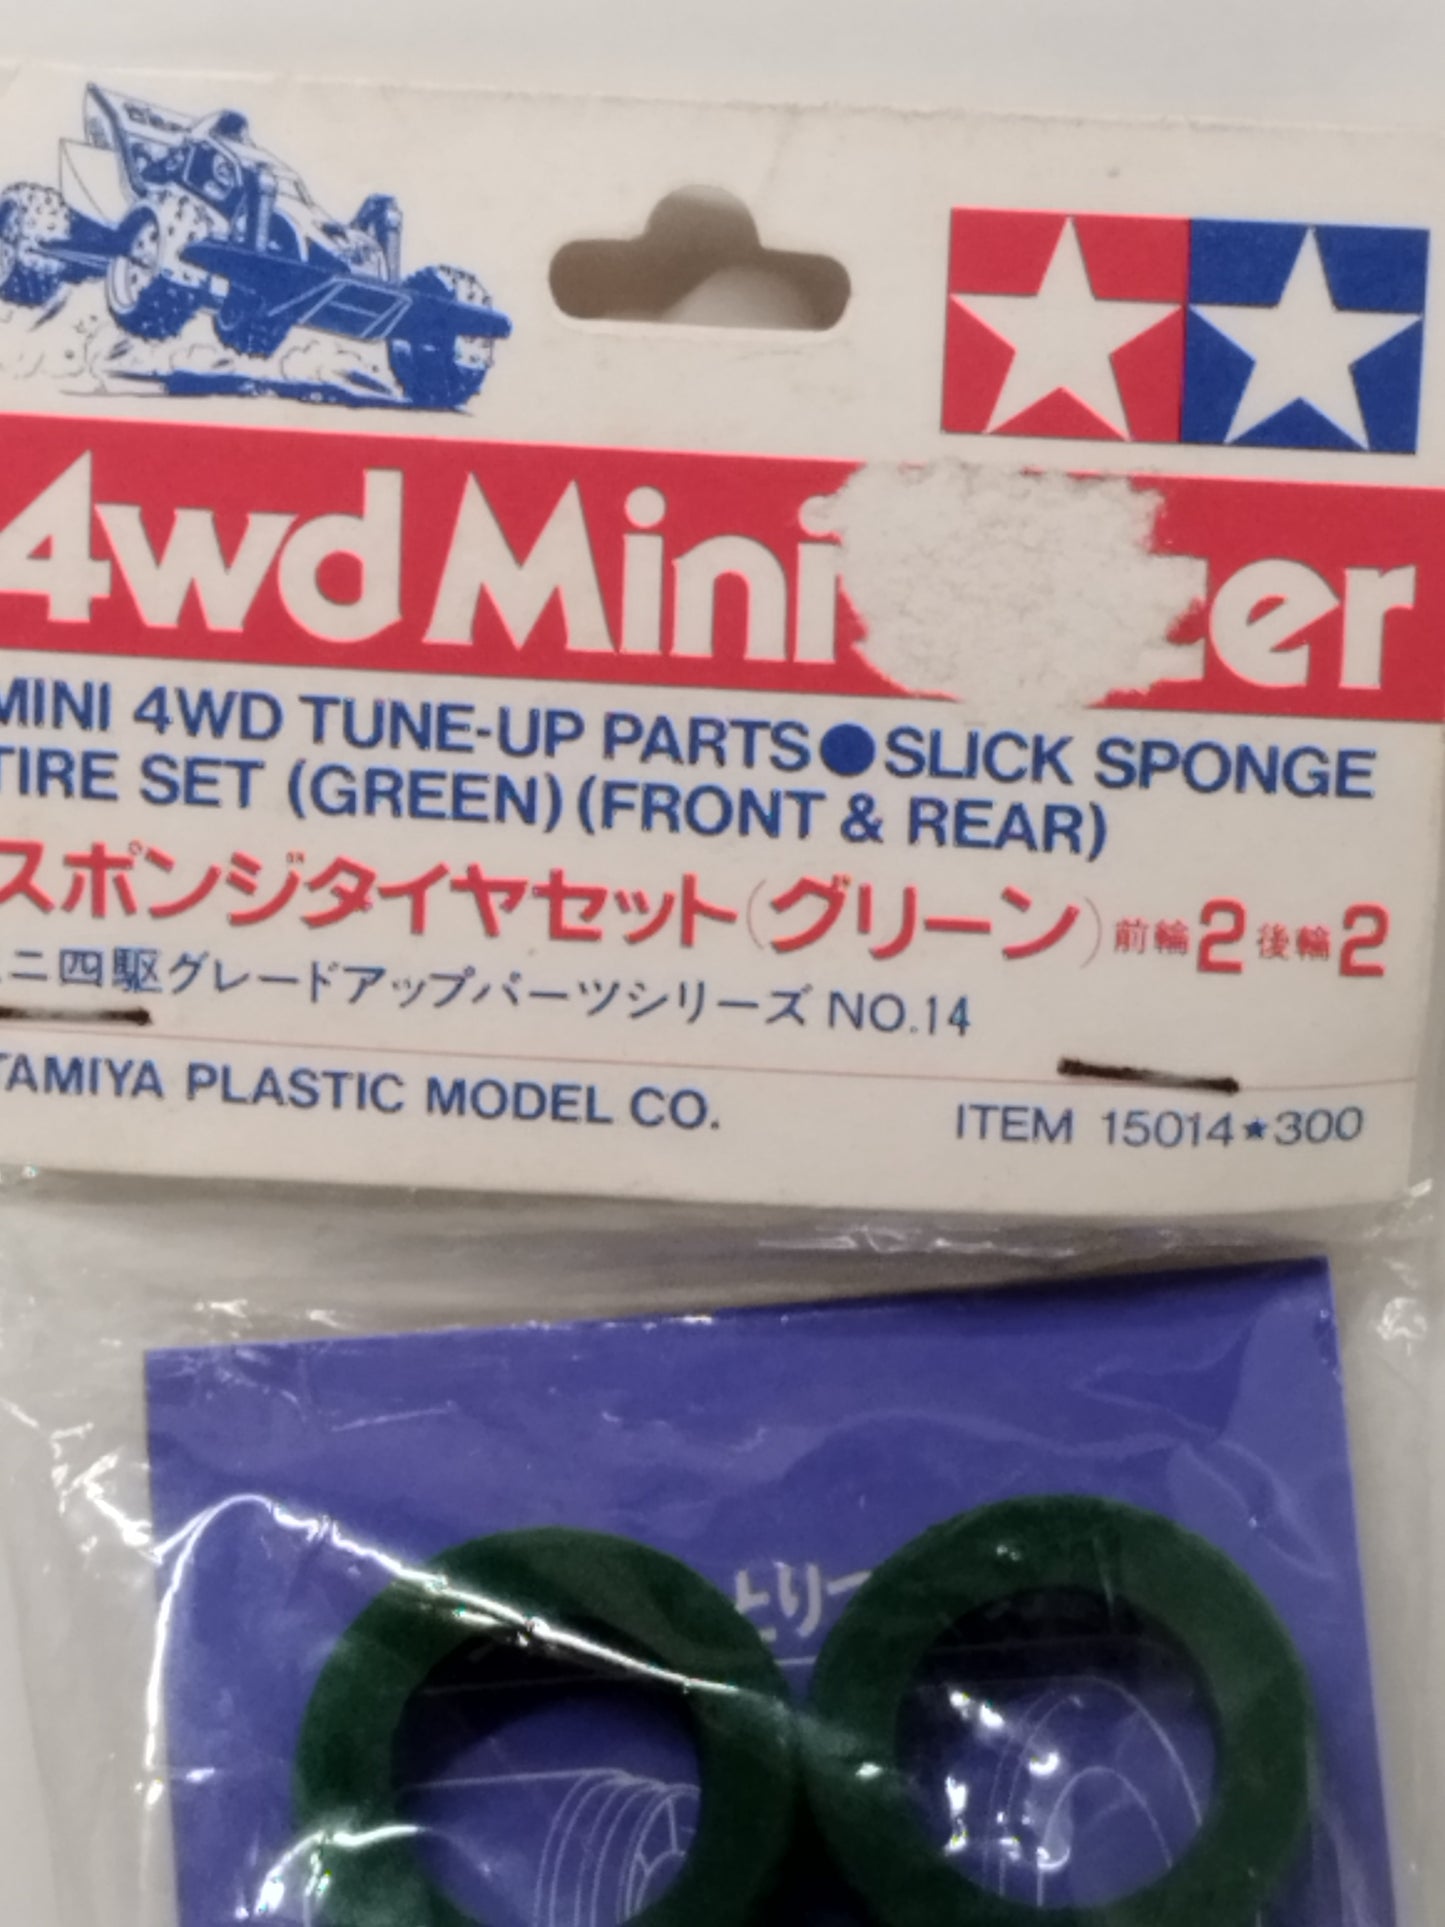 4wd Mini
MINI 4WD TUNE-UP PARTS●SLICK SPONGE
TIRE SET (GREEN) (FRONT & REAR)
スポンジタイヤセット(グリーン) 前輪2 後輪2
ミニ四駆グレードアップパーツシリーズ NO.14
TAMIYA PLASTIC MODEL CO.
ITEM 15014★300